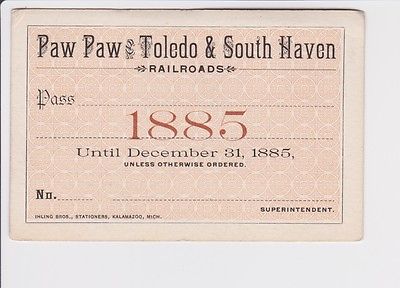 Paw Paw and Toledo & South Haven
RAILROADS
Pass
1885
Until December 31, 1885,
UNLESS OTHERWISE ORDERED.
No.
SUPERINTENDENT.
IHLING BROS., STATIONERS, KALAMAZOO, MICH.